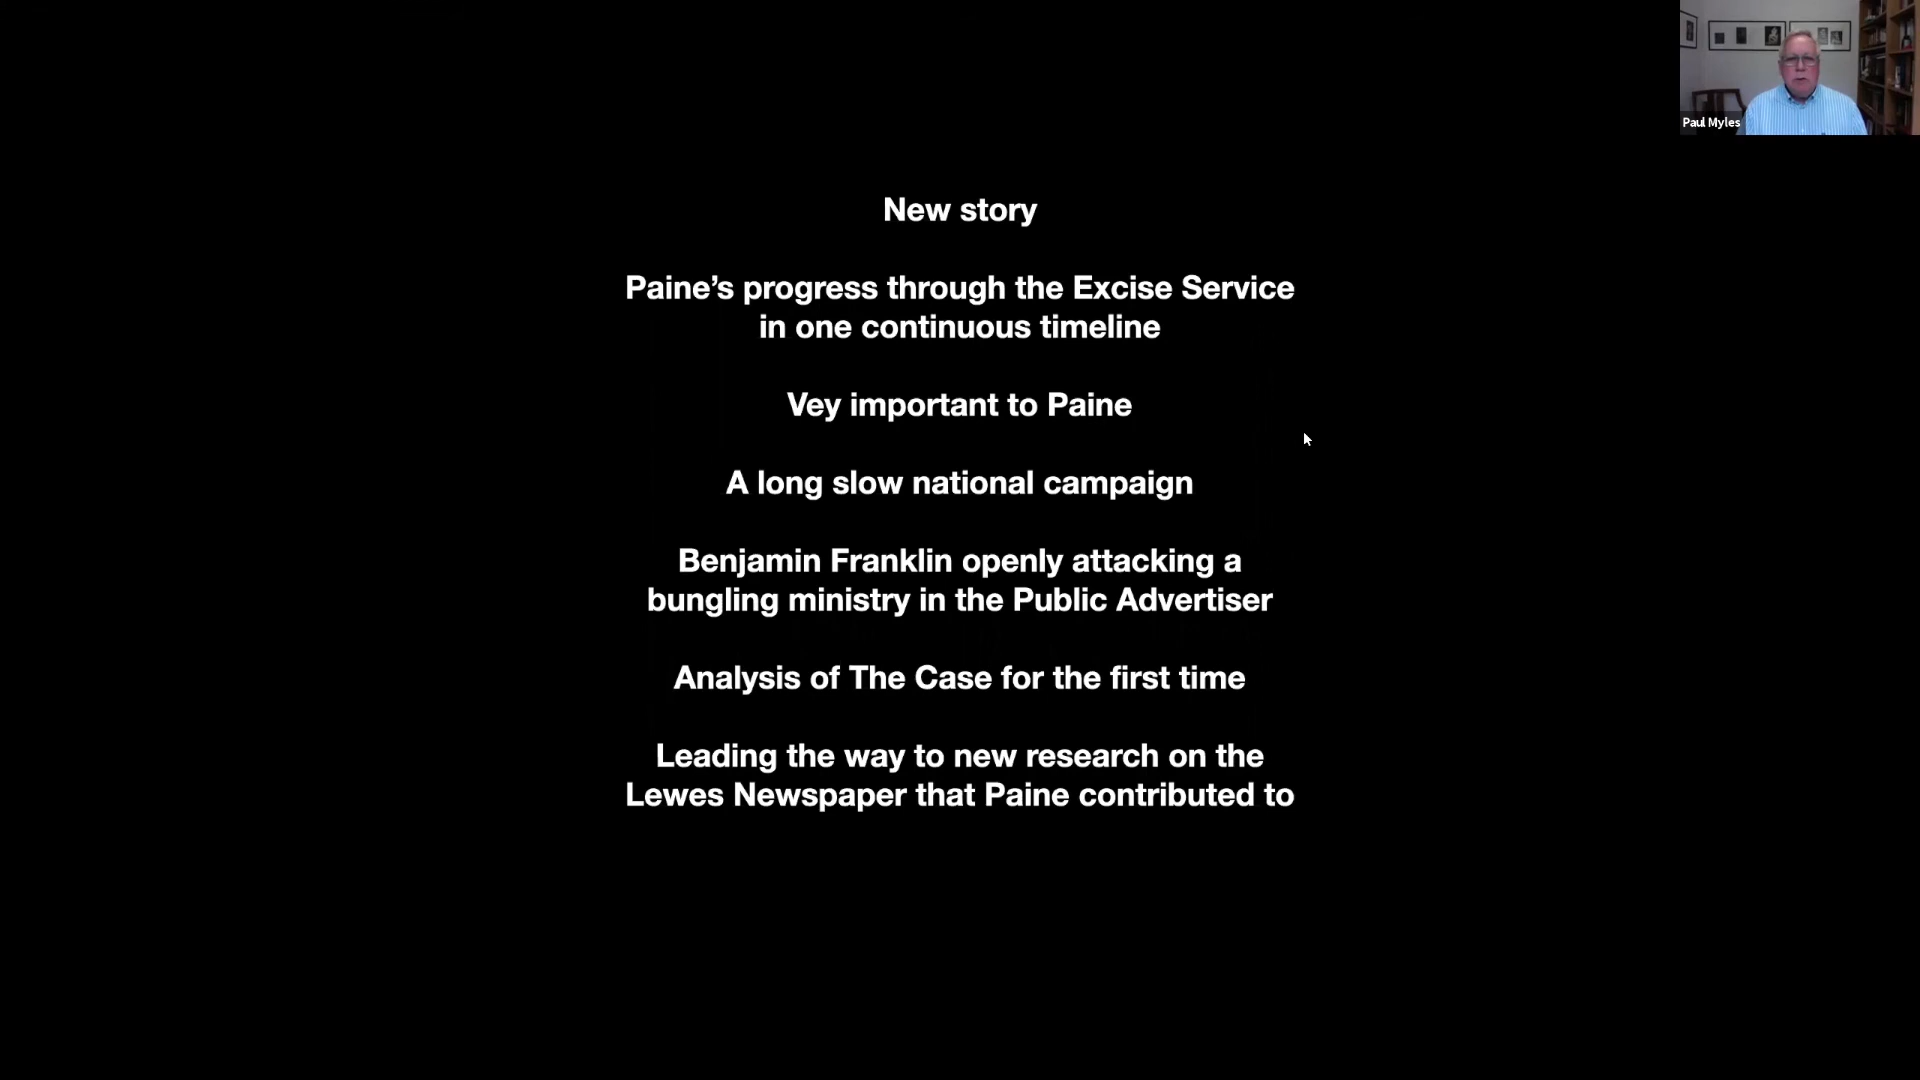 Paul Myles
New story
Paine’s progress through the Excise Service
in one continuous timeline
Vey important to Paine
A long slow national campaign
Benjamin Franklin openly attacking a
bungling ministry in the Public Advertiser
Analysis of The Case for the first time
Leading the way to new research on the
Lewes Newspaper that Paine contributed to